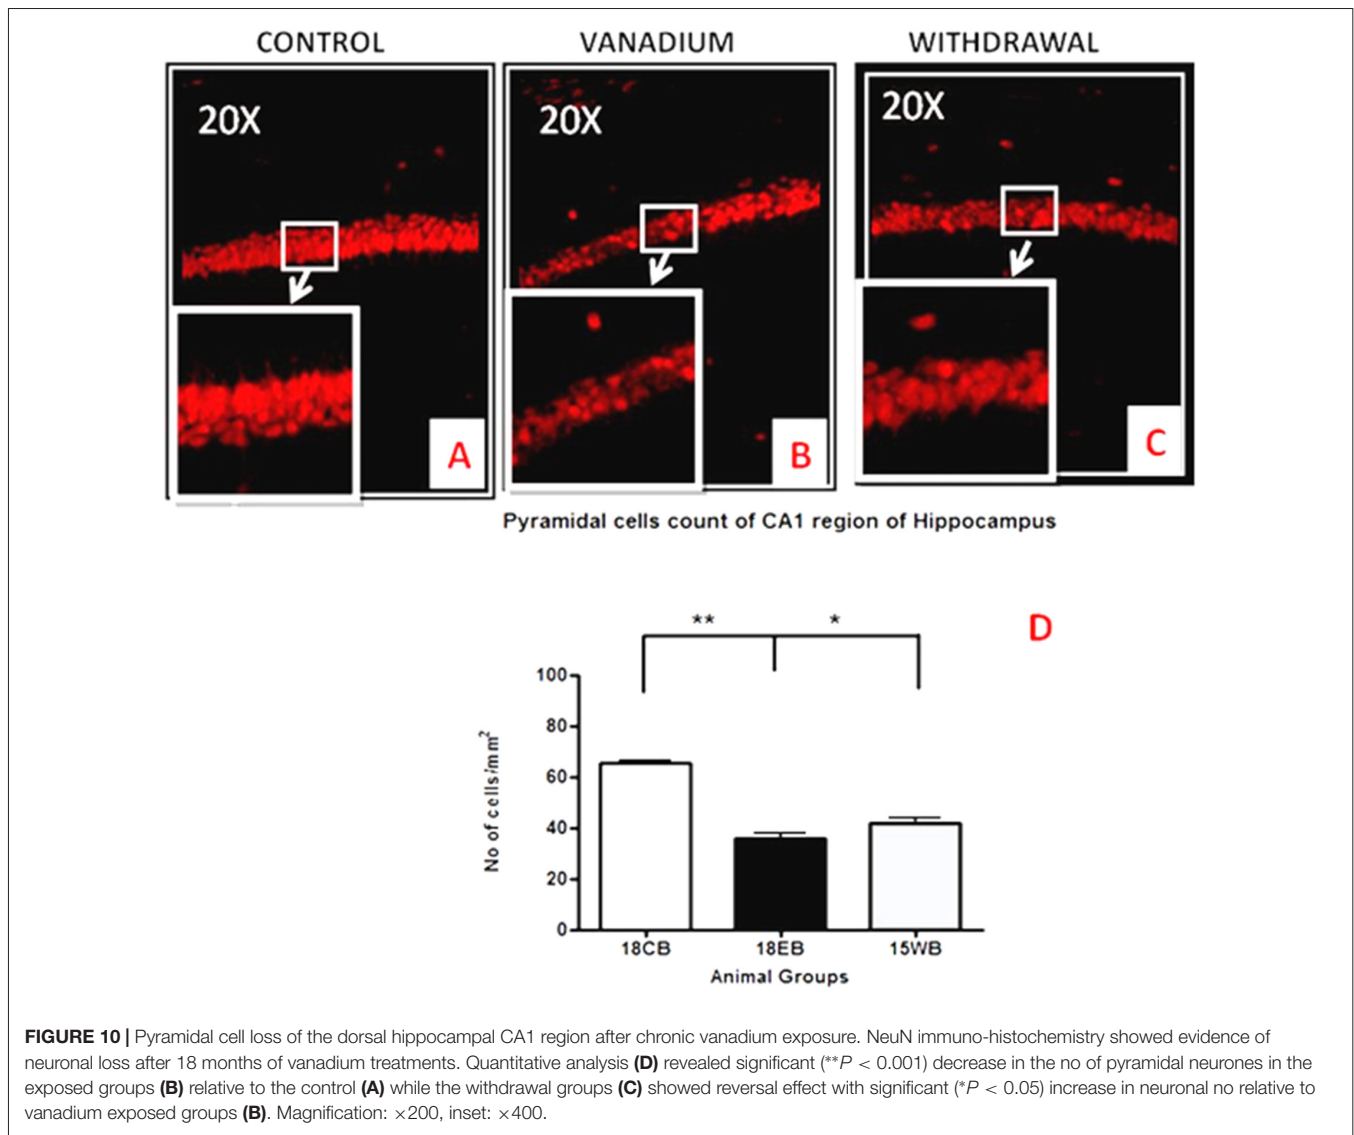 CONTROL VANADIUM WITHDRAWAL
20X 20X 20X
A B C
Pyramidal cells count of CA1 region of Hippocampus
** * D
100
80
60
40
20
0
No of cells/mm²
18CB 18EB 15WB
Animal Groups
FIGURE 10 | Pyramidal cell loss of the dorsal hippocampal CA1 region after chronic vanadium exposure. NeuN immuno-histochemistry showed evidence of
neuronal loss after 18 months of vanadium treatments. Quantitative analysis (D) revealed significant (**P < 0.001) decrease in the no of pyramidal neurones in the
exposed groups (B) relative to the control (A) while the withdrawal groups (C) showed reversal effect with significant (*P < 0.05) increase in neuronal no relative to
vanadium exposed groups (B). Magnification: ×200, inset: ×400.